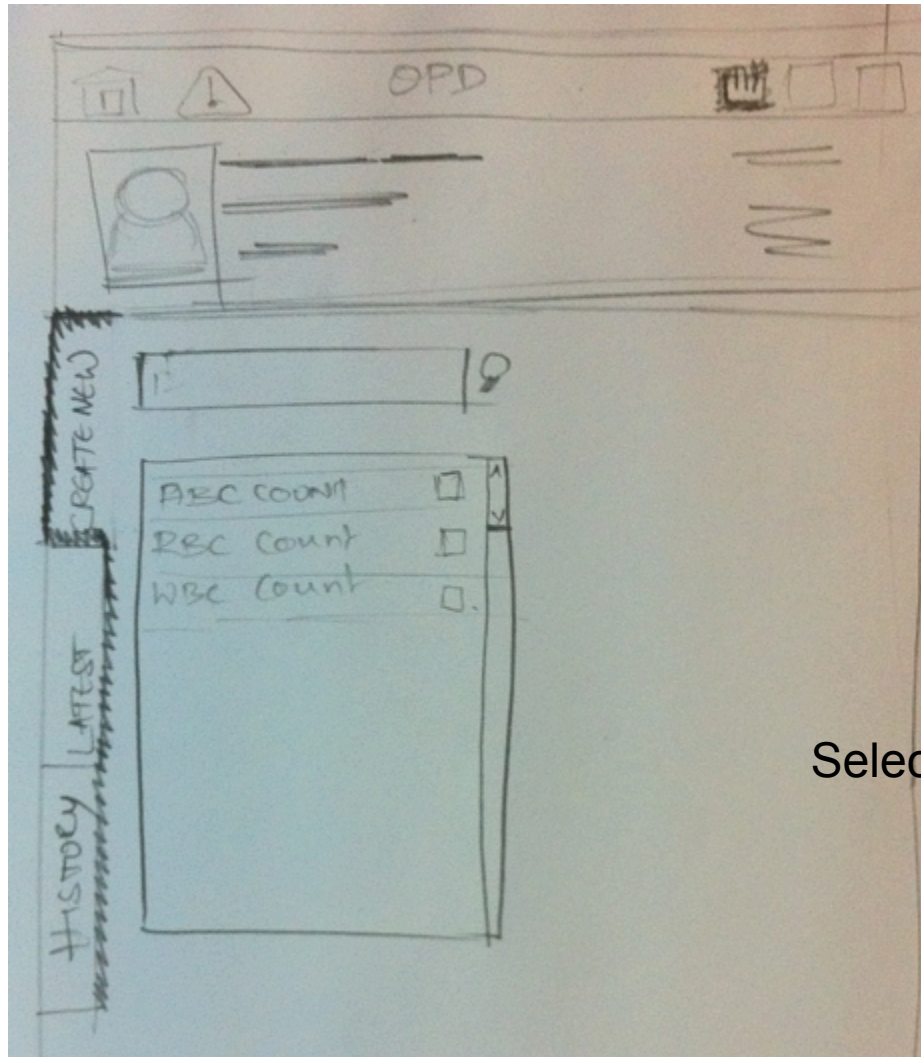 OPD
CREATE NEW
ABC COUNT
RBC Count
WBC Count
LATEST
HISTORY
Selec